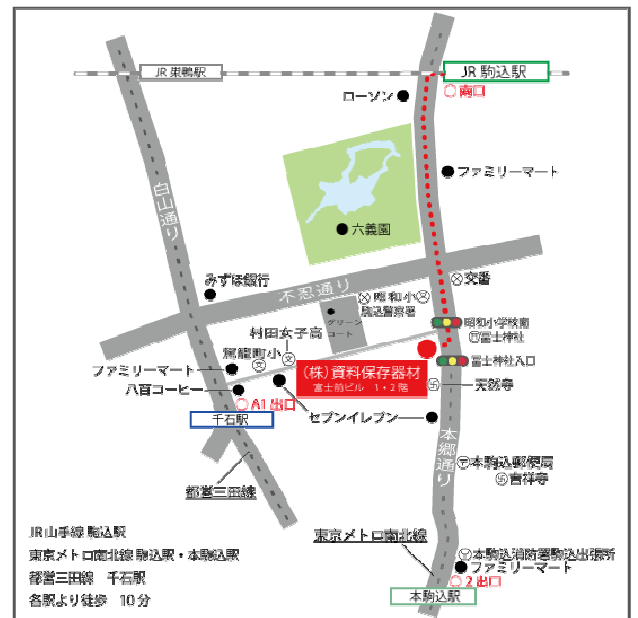 JR 巣鴨駅
JR 駒込駅
南口
ローソン
ファミリーマート
白山通り
六義園
交番
みずほ銀行
不忍通り
昭和小
駒込警察署
グリーン
コート
昭和小学校前
富士神社
村田女子高
駕籠町小
ファミリーマート
(株)資料保存器材
富士前ビル 1・2階
富士神社入口
八百コーヒー
天然寺
A1 出口
セブンイレブン
千石駅
本郷通り
本駒込郵便局
吉祥寺
都営三田線
東京メトロ南北線
JR 山手線 駒込駅
東京メトロ南北線 駒込駅・本駒込駅
都営三田線 千石駅
各駅より徒歩 10 分
本駒込消防署駒込出張所
ファミリーマート
2 出口
本駒込駅